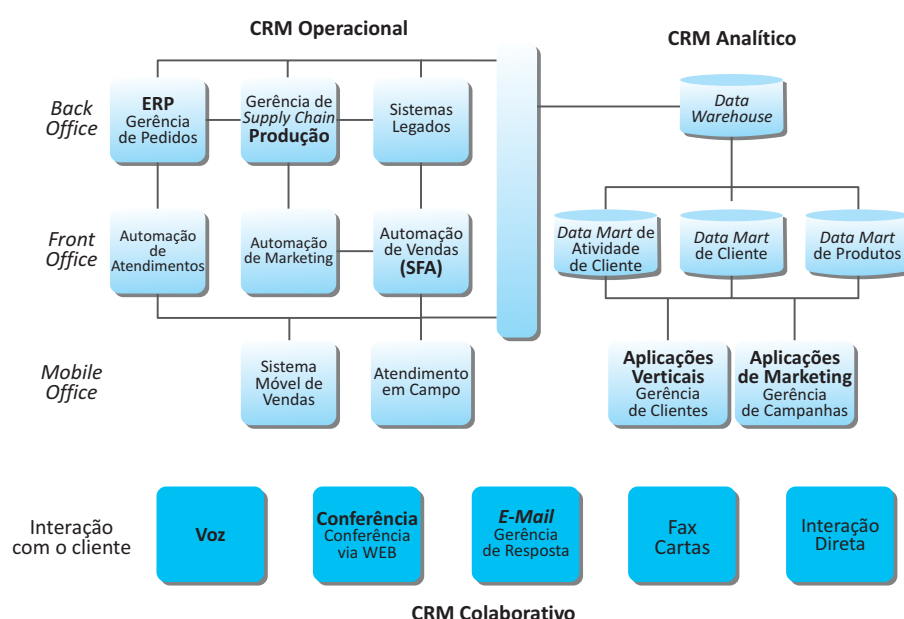 CRM Operacional
CRM Analítico
Back
Office
ERP
Gerência
de Pedidos
Gerência de
Supply Chain
Produção
Sistemas
Legados
Data
Warehouse
Front
Office
Automação
de
Atendimentos
Automação
de Marketing
Automação
de Vendas
(SFA)
Data Mart de
Atividade
de Cliente
Data Mart
de Cliente
Data Mart
de Produtos
Mobile
Office
Sistema
Móvel de
Vendas
Atendimento
em Campo
Aplicações
Verticais
Gerência
de Clientes
Aplicações
de Marketing
Gerência
de Campanhas
Interação
com o cliente
Voz
Conferência
Conferência
via WEB
E-Mail
Gerência
de Resposta
Fax
Cartas
Interação
Direta
CRM Colaborativo